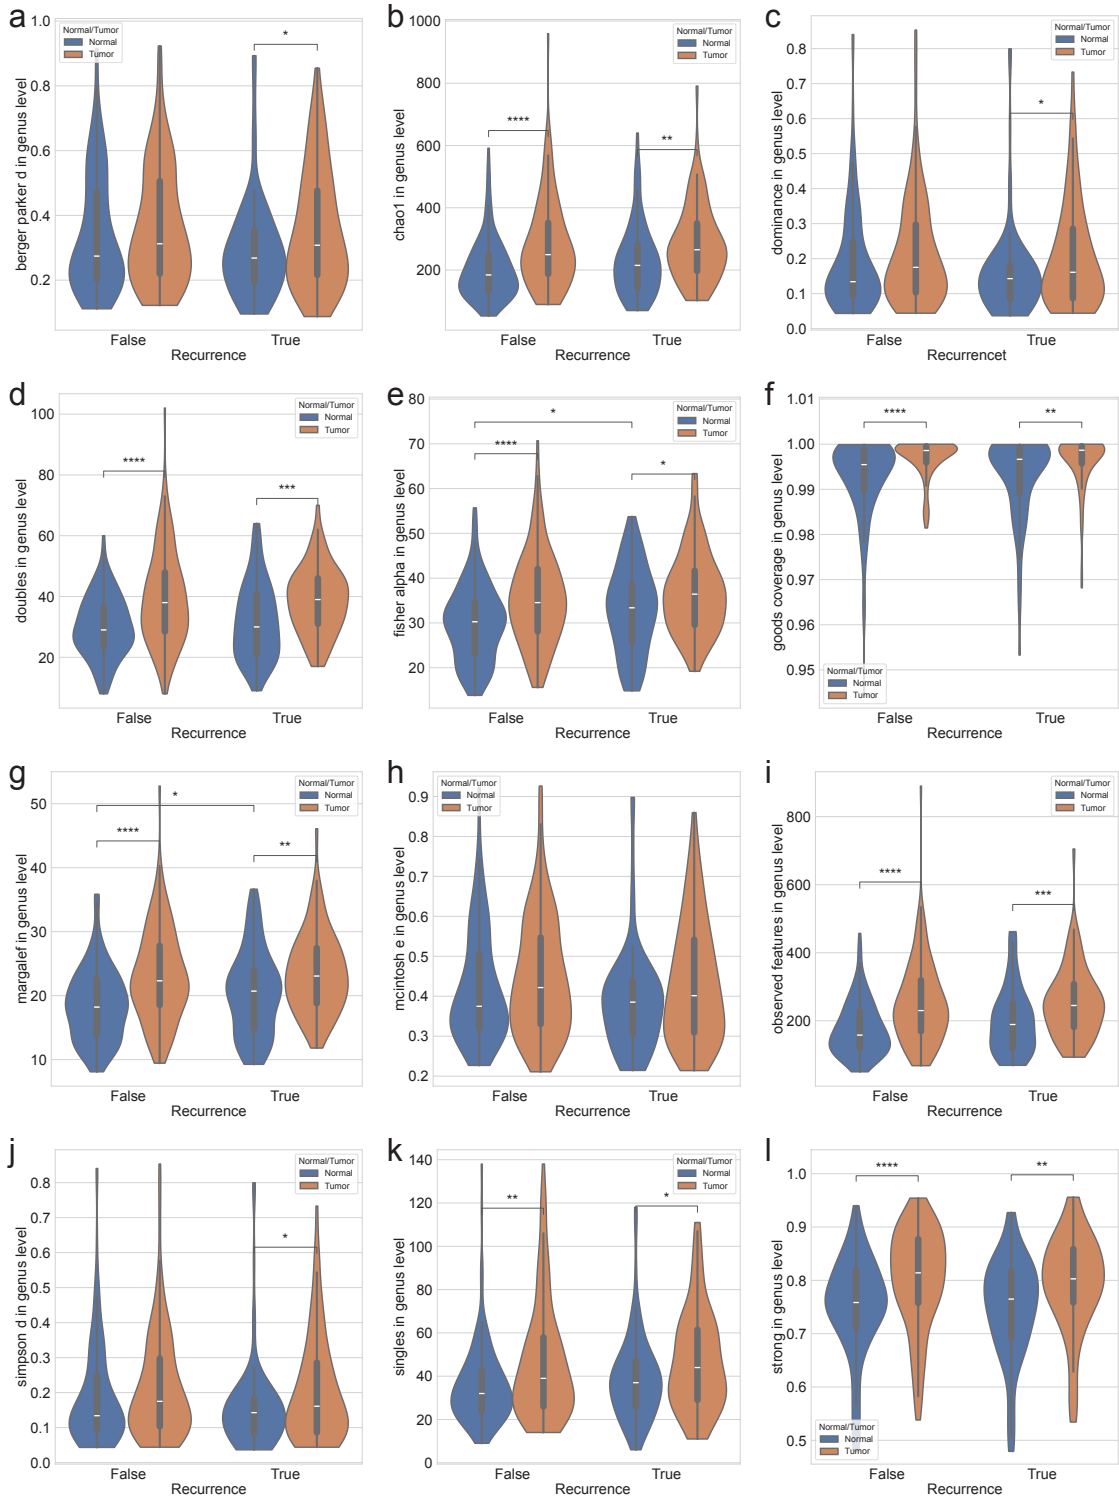 a
berger parker d in genus level
1.0
0.8
0.6
0.4
0.2
Normal/Tumor
Normal
Tumor
*
False
True
Recurrence
b
chao1 in genus level
1000
800
600
400
200
Normal/Tumor
Normal
Tumor
****
**
False
True
Recurrence
c
dominance in genus level
0.8
0.7
0.6
0.5
0.4
0.3
0.2
0.1
0.0
Normal/Tumor
Normal
Tumor
*
False
True
Recurrencet
d
doubles in genus level
100
80
60
40
20
Normal/Tumor
Normal
Tumor
****
***
False
True
Recurrence
e
fisher alpha in genus level
80
70
60
50
40
30
20
Normal/Tumor
Normal
Tumor
*
****
*
False
True
Recurrence
f
goods coverage in genus level
1.01
1.00
0.99
0.98
0.97
0.96
0.95
****
**
Normal/Tumor
Normal
Tumor
False
True
Recurrence
g
margalef in genus level
50
40
30
20
10
Normal/Tumor
Normal
Tumor
*
****
**
False
True
Recurrence
h
mcintosh e in genus level
0.9
0.8
0.7
0.6
0.5
0.4
0.3
0.2
Normal/Tumor
Normal
Tumor
False
True
Recurrence
i
observed features in genus level
800
600
400
200
Normal/Tumor
Normal
Tumor
****
***
False
True
Recurrence
j
simpson d in genus level
0.8
0.7
0.6
0.5
0.4
0.3
0.2
0.1
0.0
Normal/Tumor
Normal
Tumor
*
False
True
Recurrence
k
singles in genus level
140
120
100
80
60
40
20
0
Normal/Tumor
Normal
Tumor
**
*
False
True
Recurrence
l
strong in genus level
1.0
0.9
0.8
0.7
0.6
0.5
****
**
Normal/Tumor
Normal
Tumor
False
True
Recurrence